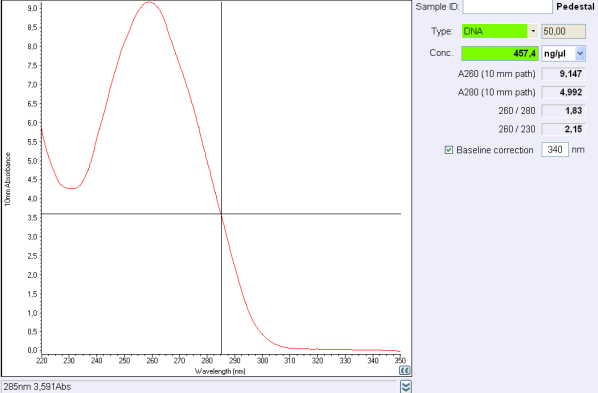 Sample ID: Pedestal
Type: DNA 50,00
Conc. 457,4 ng/µl
A260 (10 mm path) 9,147
A280 (10 mm path) 4,992
260 / 280 1,83
260 / 230 2,15
Baseline correction 340 nm
10mm Absorbance
9,0
8,5
8,0
7,5
7,0
6,5
6,0
5,5
5,0
4,5
4,0
3,5
3,0
2,5
2,0
1,5
1,0
0,5
0,0
220 230 240 250 260 270 280 290 300 310 320 330 340 350
Wavelength (nm)
285nm 3,591Abs